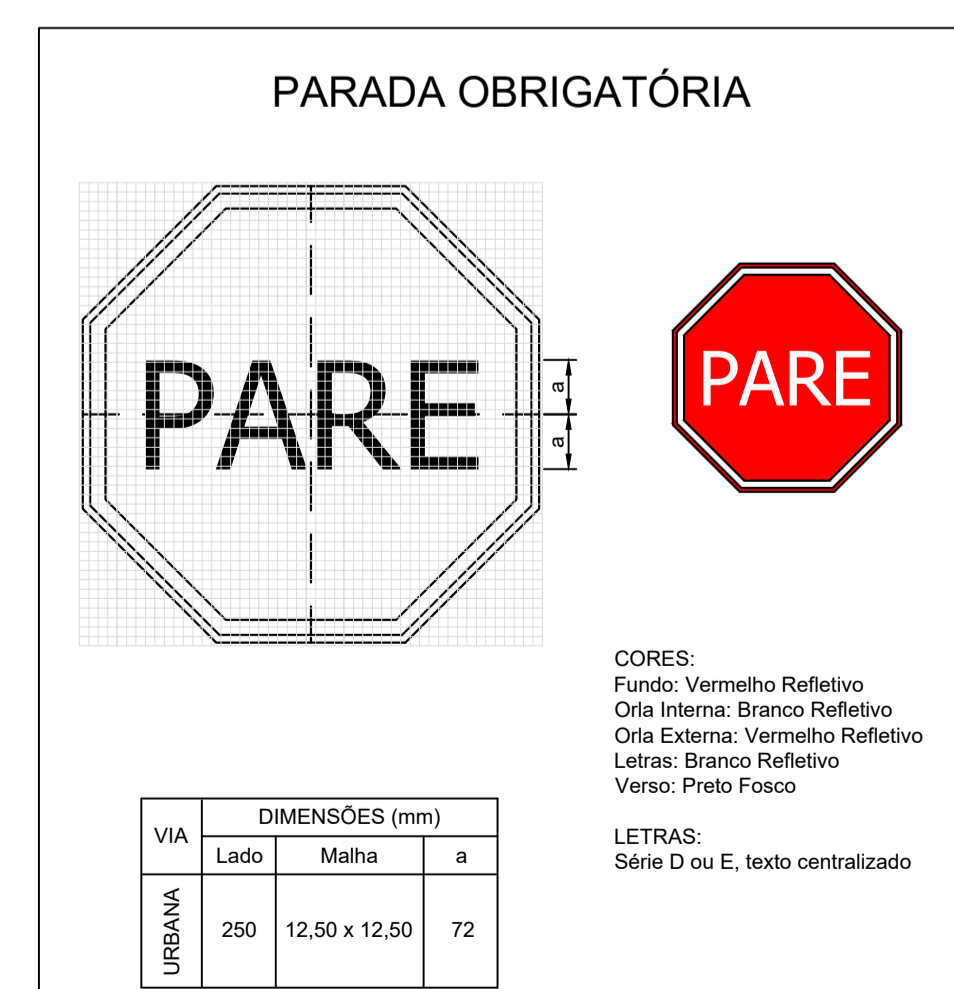 PARADA OBRIGATÓRIA
PARE
a
a
PARE
CORES:
Fundo: Vermelho Refletivo
Orla Interna: Branco Refletivo
Orla Externa: Vermelho Refletivo
Letras: Branco Refletivo
Verso: Preto Fosco
LETRAS:
Série D ou E, texto centralizado
VIA
DIMENSÕES (mm)
Lado Malha a
URBANA 250 12,50 x 12,50 72